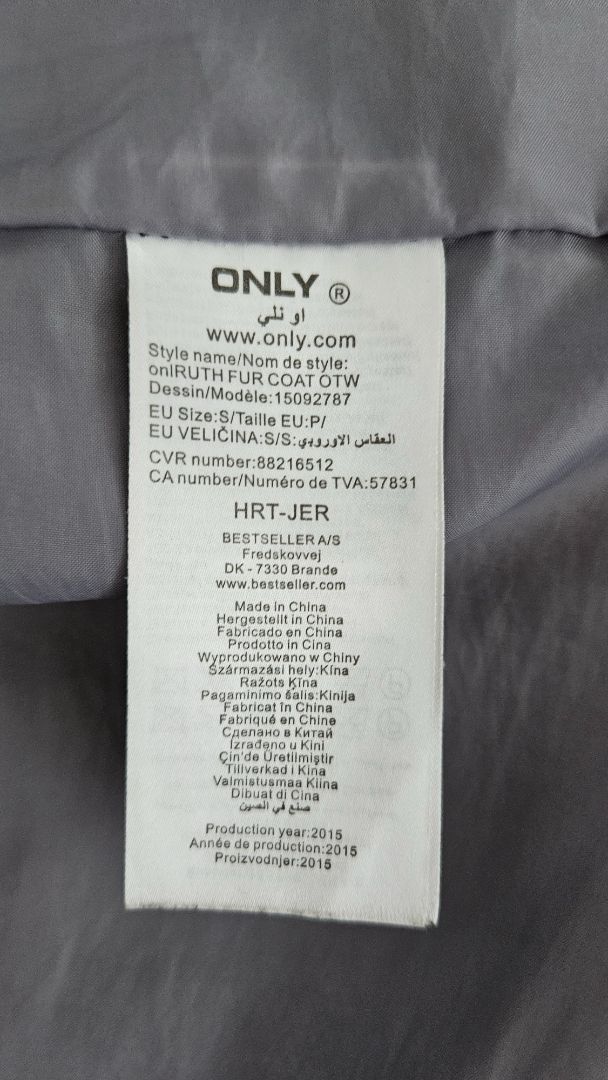 ONLY ®
او نلي
www.only.com
Style name/Nom de style:
onlRUTH FUR COAT OTW
Dessin/Modèle:15092787
EU Size:S/Taille EU:P/
EU VELIČINA:S/S:العقاس الاوروبي
CVR number:88216512
CA number/Numéro de TVA:57831
HRT-JER
BESTSELLER A/S
Fredskovvej
DK - 7330 Brande
www.bestseller.com
Made in China
Hergestellt in China
Fabricado en China
Prodotto in Cina
Wyprodukowano w Chiny
Származási hely:Kína
Ražots Ķīna
Pagaminimo šalis:Kinija
Fabricat în China
Fabriqué en Chine
Сделано в Китай
Izrađeno u Kini
Çin'de Üretilmiştir
Tillverkad i Kina
Valmistusmaa Kiina
Dibuat di Cina
صنع في الصين
Production year:2015
Année de production:2015
Proizvodnjer:2015